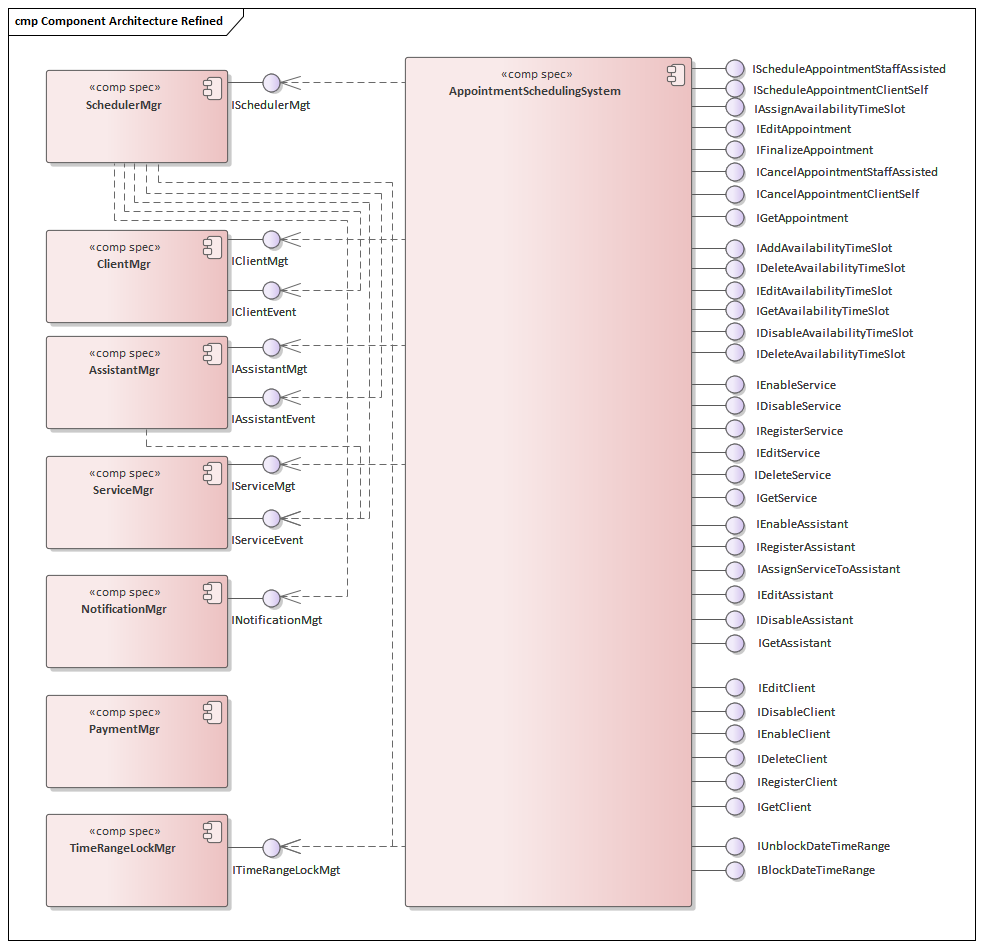 cmp Component Architecture Refined
«comp spec»
SchedulerMgr
ISchedulerMgt
«comp spec»
ClientMgr
IClientMgt
IClientEvent
«comp spec»
AssistantMgr
IAssistantMgt
IAssistantEvent
«comp spec»
ServiceMgr
IServiceMgt
IServiceEvent
«comp spec»
NotificationMgr
INotificationMgt
«comp spec»
PaymentMgr
«comp spec»
TimeRangeLockMgr
ITimeRangeLockMgt
«comp spec»
AppointmentSchedulingSystem
IScheduleAppointmentStaffAssisted
IScheduleAppointmentClientSelf
IAssignAvailabilityTimeSlot
IEditAppointment
IFinalizeAppointment
ICancelAppointmentStaffAssisted
ICancelAppointmentClientSelf
IGetAppointment
IAddAvailabilityTimeSlot
IDeleteAvailabilityTimeSlot
IEditAvailabilityTimeSlot
IGetAvailabilityTimeSlot
IDisableAvailabilityTimeSlot
IDeleteAvailabilityTimeSlot
IEnableService
IDisableService
IRegisterService
IEditService
IDeleteService
IGetService
IEnableAssistant
IRegisterAssistant
IAssignServiceToAssistant
IEditAssistant
IDisableAssistant
IGetAssistant
IEditClient
IDisableClient
IEnableClient
IDeleteClient
IRegisterClient
IGetClient
IUnblockDateTimeRange
IBlockDateTimeRange